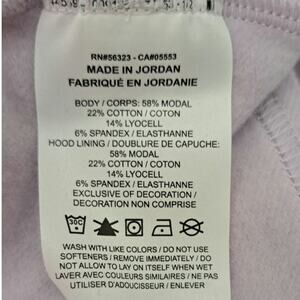 RN#56323 - CA#05553
MADE IN JORDAN
FABRIQUÉ EN JORDANIE
BODY / CORPS: 58% MODAL
22% COTTON / COTON
14% LYOCELL
6% SPANDEX / ELASTHANNE
HOOD LINING / DOUBLURE DE CAPUCHE:
58% MODAL
22% COTTON / COTON
14% LYOCELL
6% SPANDEX / ELASTHANNE
EXCLUSIVE OF DECORATION /
DECORATION NON COMPRISE
30C
WASH WITH LIKE COLORS / DO NOT USE
SOFTENERS / REMOVE IMMEDIATELY / DO
NOT ALLOW TO LAY ON ITSELF WHEN WET
LAVER AVEC COULEURS SIMILAIRES / NE PAS
UTILISER D'ADOUCISSEUR / ENLEVER